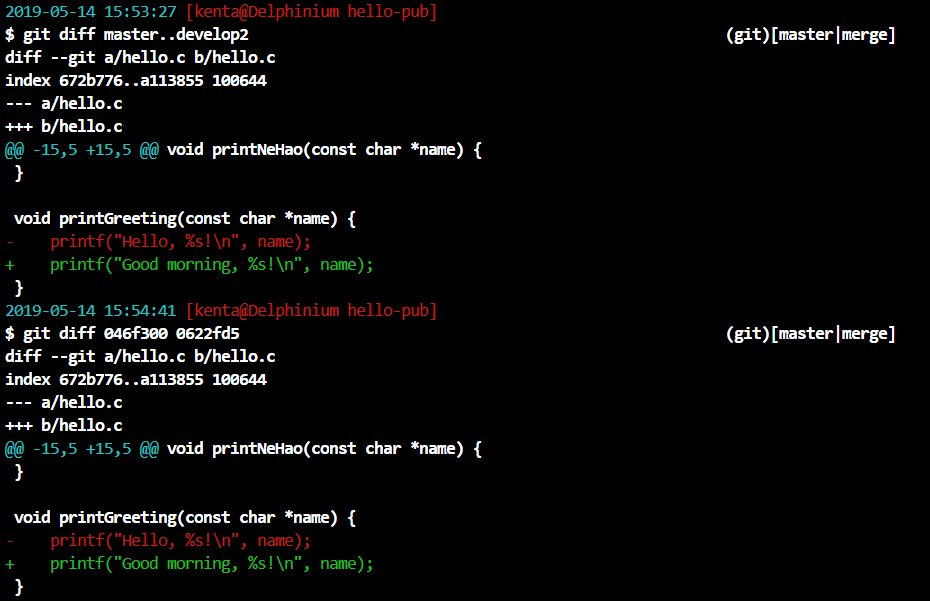 2019-05-14 15:53:27 [kenta@Delphinium hello-pub]
$ git diff master..develop2 (git)[master|merge]
diff --git a/hello.c b/hello.c
index 672b776..a113855 100644
--- a/hello.c
+++ b/hello.c
@@ -15,5 +15,5 @@ void printNeHao(const char *name) {
 }

 void printGreeting(const char *name) {
-    printf("Hello, %s!\n", name);
+    printf("Good morning, %s!\n", name);
 }
2019-05-14 15:54:41 [kenta@Delphinium hello-pub]
$ git diff 046f300 0622fd5 (git)[master|merge]
diff --git a/hello.c b/hello.c
index 672b776..a113855 100644
--- a/hello.c
+++ b/hello.c
@@ -15,5 +15,5 @@ void printNeHao(const char *name) {
 }

 void printGreeting(const char *name) {
-    printf("Hello, %s!\n", name);
+    printf("Good morning, %s!\n", name);
 }